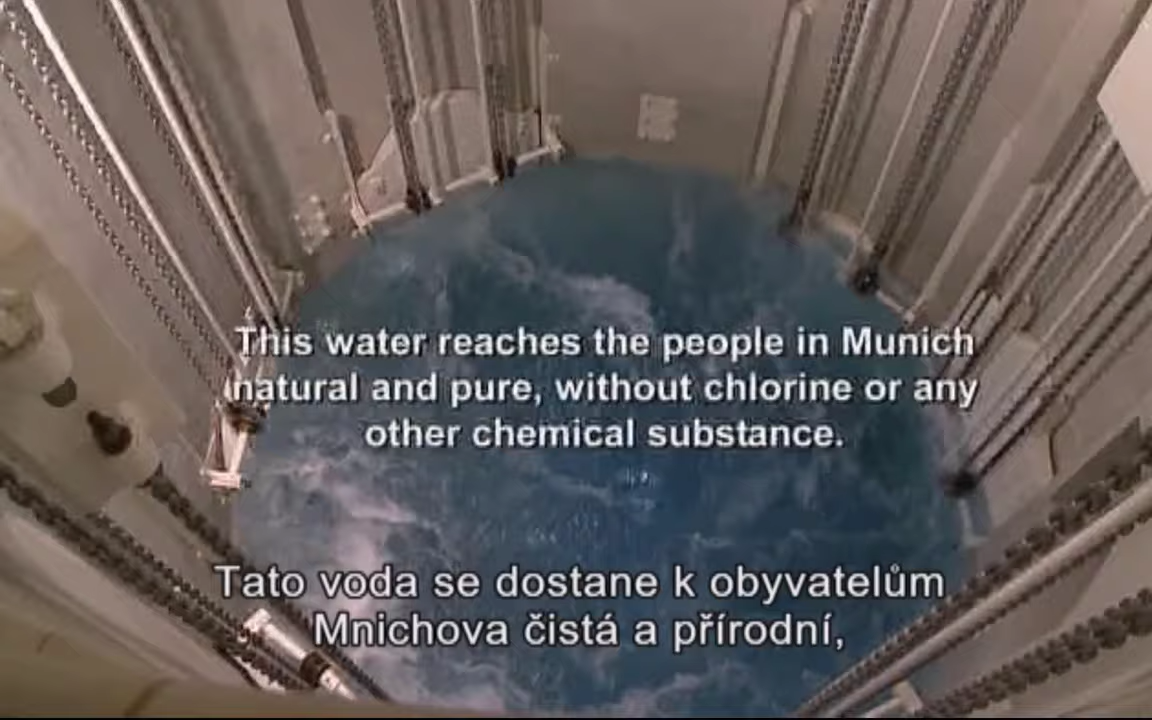 This water reaches the people in Munich
natural and pure, without chlorine or any
other chemical substance.
Tato voda se dostane k obyvatelům
Mnichova čistá a přírodní,